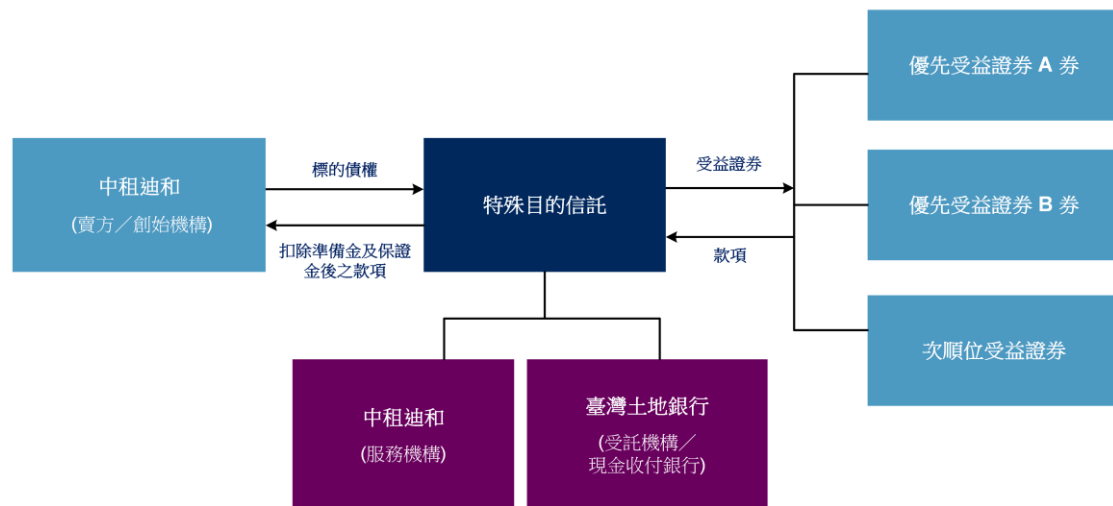 中租迪和
(賣方／創始機構)
標的債權
扣除準備金及保證
金後之款項
特殊目的信託
受益證券
款項
優先受益證券 A 券
優先受益證券 B 券
次順位受益證券
中租迪和
(服務機構)
臺灣土地銀行
(受託機構／
現金收付銀行)